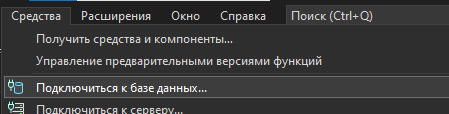 Средства Расширения Окно Справка Поиск (Ctrl+Q)
Получить средства и компоненты...
Управление предварительными версиями функций
Подключиться к базе данных...
Подключиться к серверу...